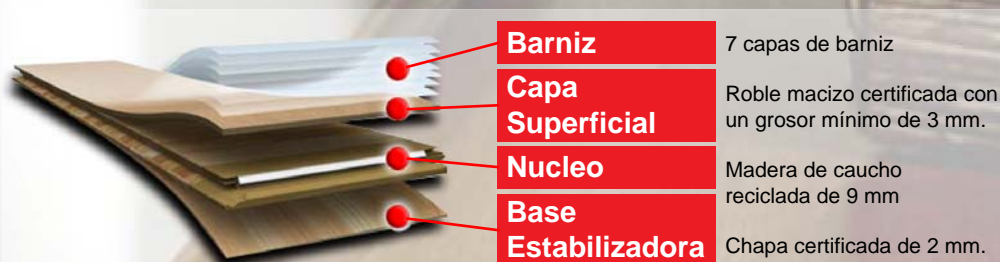 Barniz
7 capas de barniz
Capa
Superficial
Roble macizo certificada con
un grosor mínimo de 3 mm.
Nucleo
Madera de caucho
reciclada de 9 mm
Base
Estabilizadora
Chapa certificada de 2 mm.